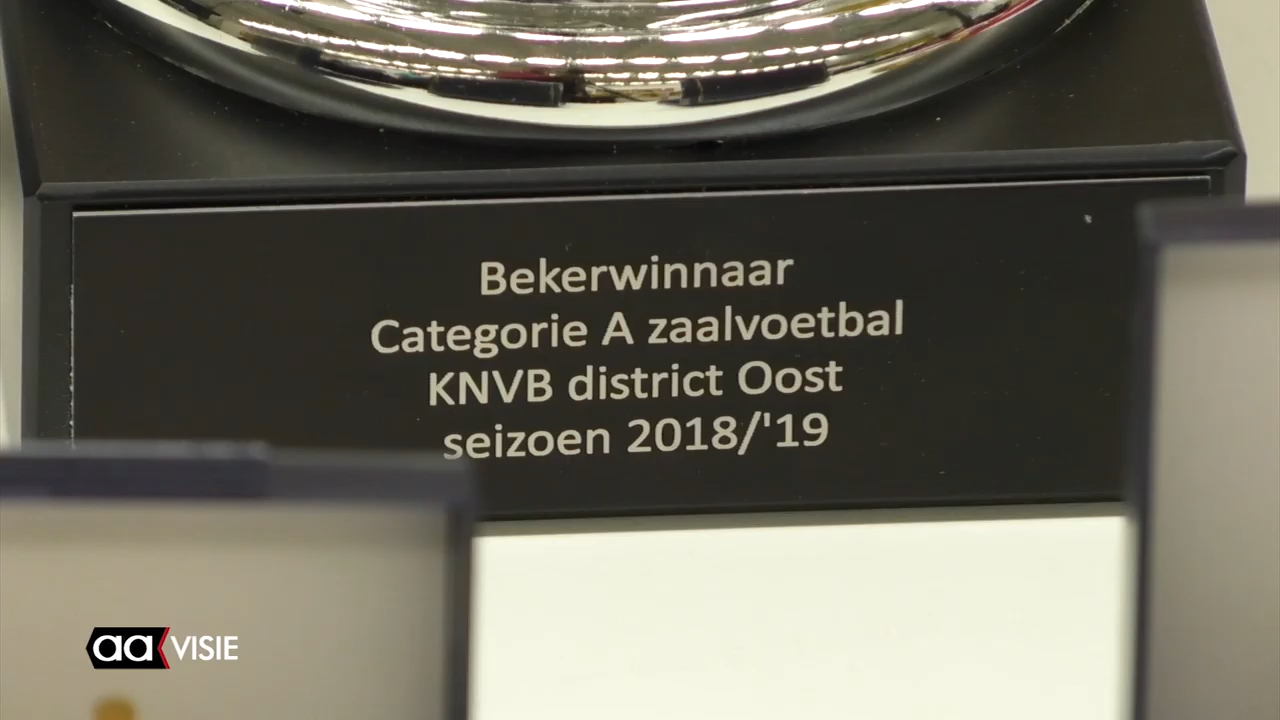 Bekerwinnaar
Categorie A zaalvoetbal
KNVB district Oost
seizoen 2018/'19
aa VISIE